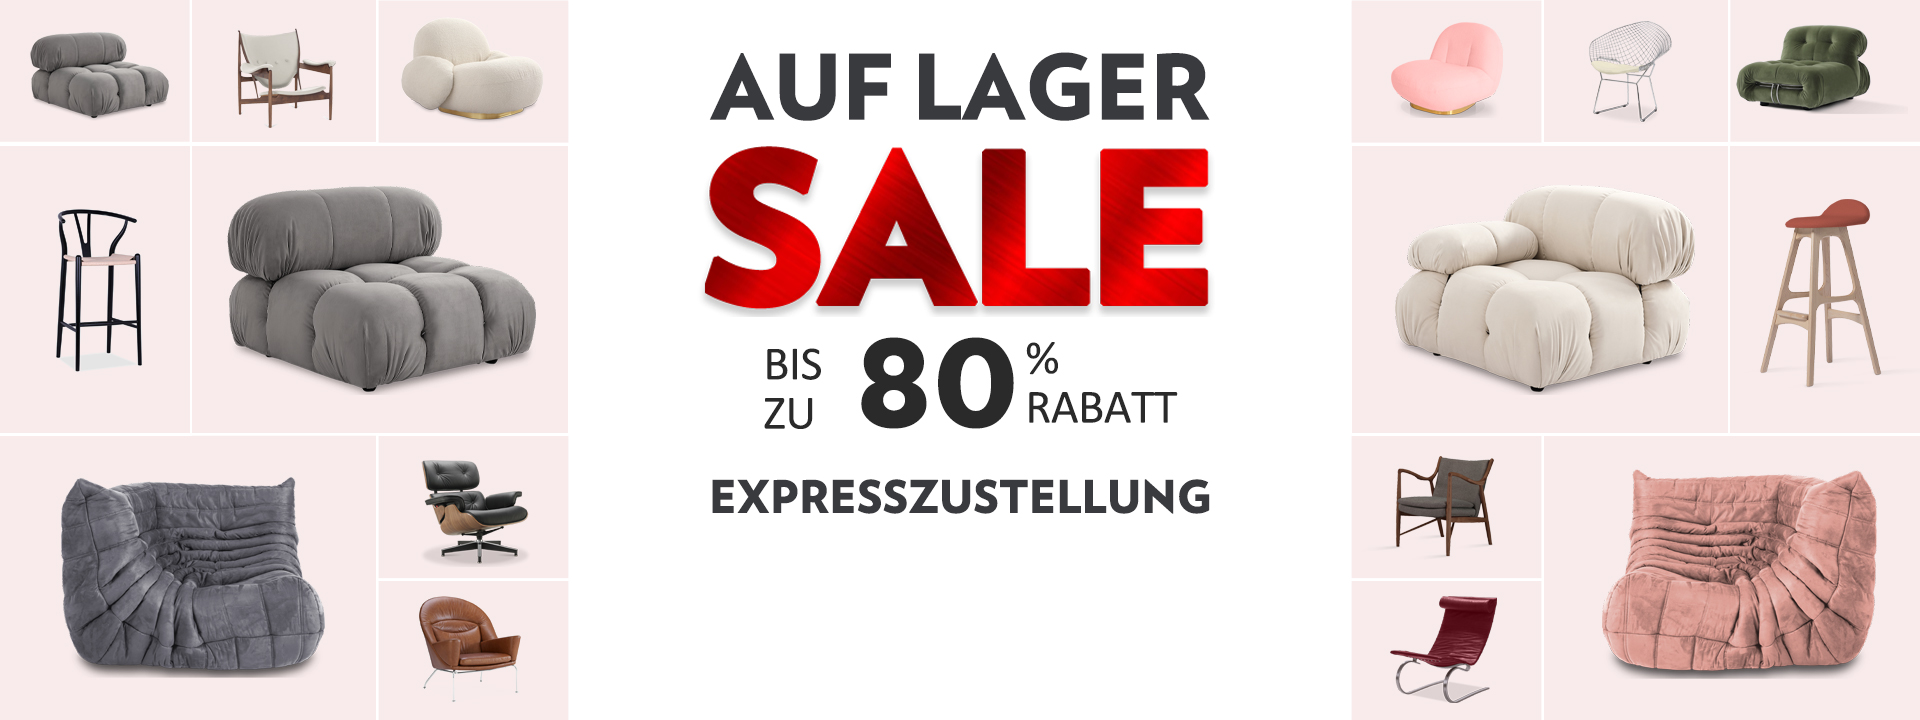 AUF LAGER
SALE
BIS ZU 80 % RABATT
EXPRESSZUSTELLUNG